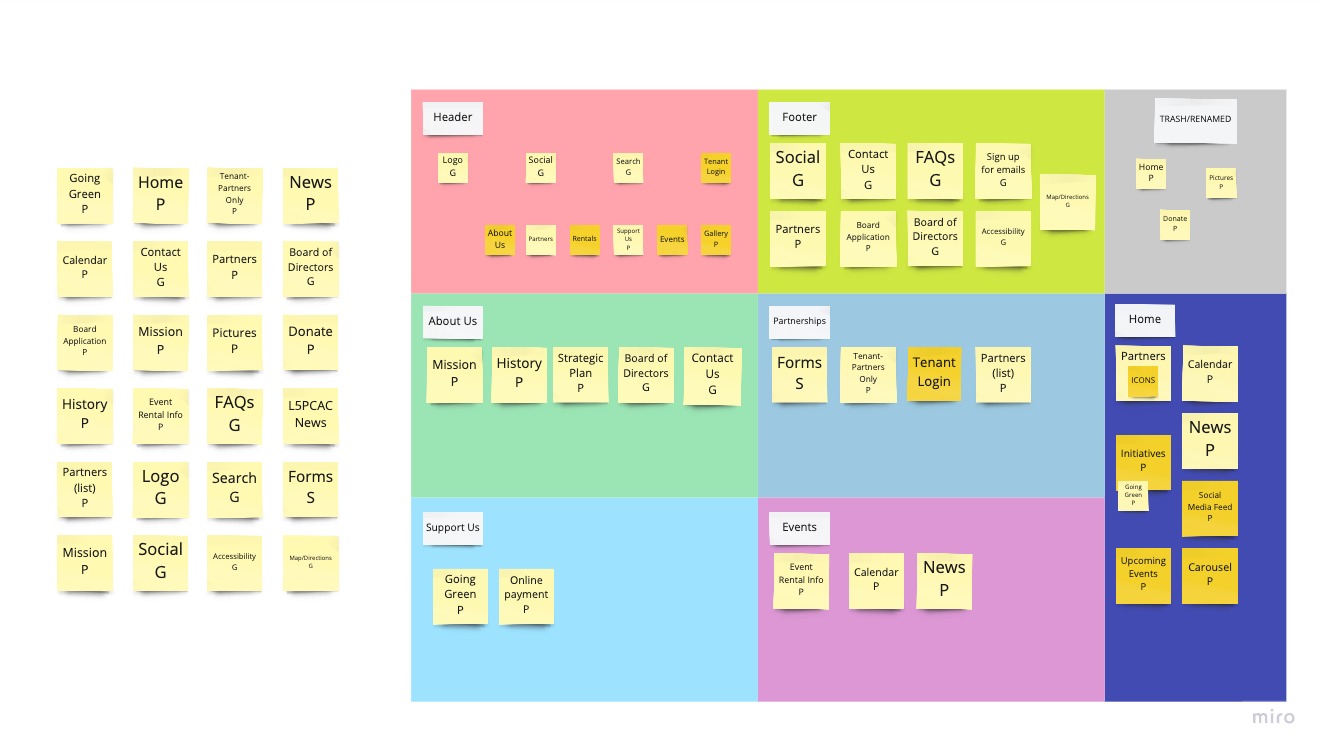 Going
Green
P
Home
P
Tenant-
Partners
Only
P
News
P
Calendar
P
Contact
Us
G
Partners
P
Board of
Directors
G
Board
Application
P
Mission
P
Pictures
P
Donate
P
History
P
Event
Rental Info
P
FAQs
G
L5PCAC
News
Partners
(list)
P
Logo
G
Search
G
Forms
S
Mission
P
Social
G
Accessibility
G
Map/Directions
G
Header
Logo
G
Social
G
Search
G
Tenant
Login
About
Us
Partners
Rentals
Support
Us
P
Events
Gallery
P
Footer
Social
G
Contact
Us
G
FAQs
G
Sign up
for emails
G
Map/Directions
G
Partners
P
Board
Application
P
Board of
Directors
G
Accessibility
G
TRASH/RENAMED
Home
P
Pictures
P
Donate
P
About Us
Mission
P
History
P
Strategic
Plan
P
Board of
Directors
G
Contact
Us
G
Partnerships
Forms
S
Tenant-
Partners
Only
P
Tenant
Login
Partners
(list)
P
Home
Partners
ICONS
Calendar
P
News
P
Initiatives
P
Going
Green
P
Social
Media Feed
P
Upcoming
Events
P
Carousel
P
Support Us
Going
Green
P
Online
payment
P
Events
Event
Rental Info
P
Calendar
P
News
P
miro